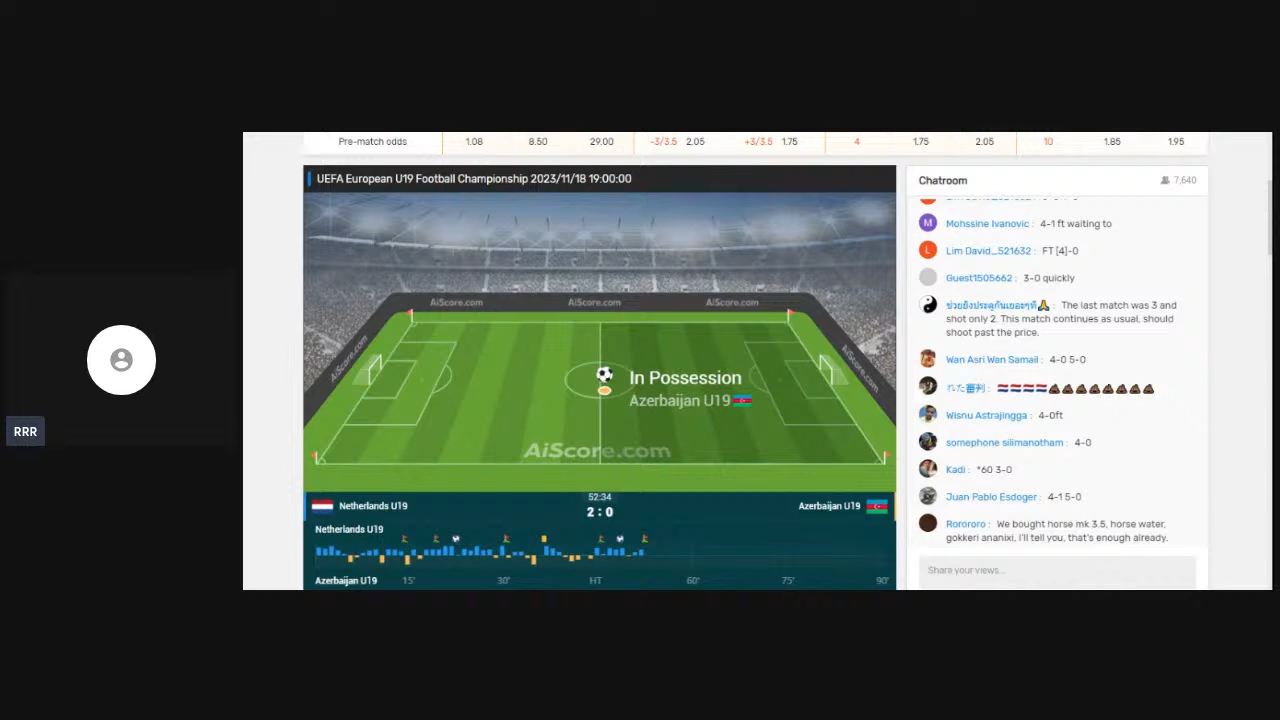 Pre-match odds 1.08 8.50 29.00 -3/3.5 2.05 +3/3.5 1.75 4 1.75 2.05 10 1.85 1.95
UEFA European U19 Football Championship 2023/11/18 19:00:00
AiScore.com AiScore.com AiScore.com
AiScore.com
AiScore.com
In Possession
Azerbaijan U19
AiScore.com
52:34
Netherlands U19 2 : 0 Azerbaijan U19
Netherlands U19
Azerbaijan U19 15' 30' HT 60' 75' 90'
Chatroom 7,640
M Mohssine Ivanovic : 4-1 ft waiting to
L Lim David_521632 : FT [4]-0
Guest1505662 : 3-0 quickly
ช่วยยิงประตูกันเยอะๆที🙏 : The last match was 3 and
shot only 2. This match continues as usual, should
shoot past the price.
Wan Asri Wan Samail : 4-0 5-0
れた審判 : 🇳🇱🇳🇱🇳🇱🇳🇱💩💩💩💩💩💩💩💩
Wisnu Astrajingga : 4-0ft
somephone silimanotham : 4-0
Kadi : *60 3-0
Juan Pablo Esdoger : 4-1 5-0
Rorororo : We bought horse mk 3.5, horse water,
gokkeri ananixi, I'll tell you, that's enough already.
Share your views...
RRR